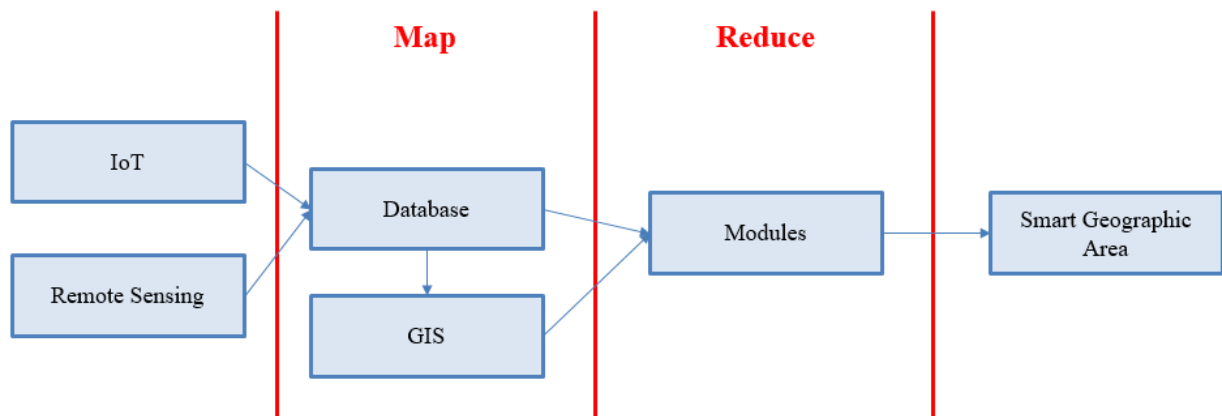 Map
Reduce
IoT
Remote Sensing
Database
GIS
Modules
Smart Geographic
Area